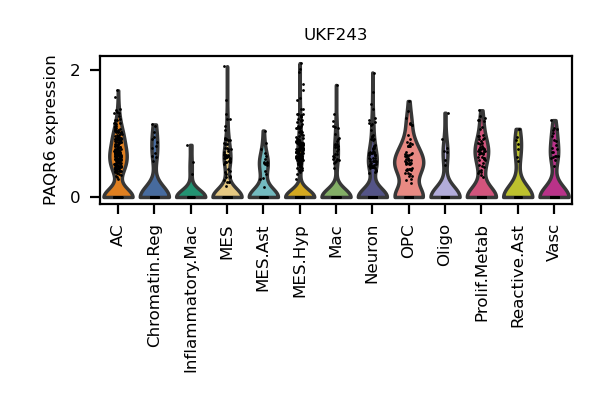 UKF243
PAQR6 expression
2
0
AC
Chromatin.Reg
Inflammatory.Mac
MES
MES.Ast
MES.Hyp
Mac
Neuron
OPC
Oligo
Prolif.Metab
Reactive.Ast
Vasc